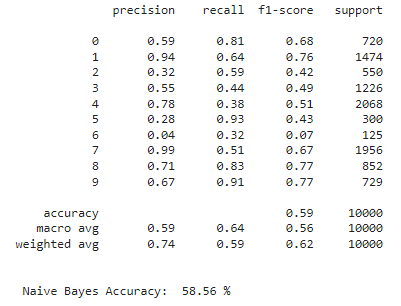 precision recall f1-score support
0 0.59 0.81 0.68 720
1 0.94 0.64 0.76 1474
2 0.32 0.59 0.42 550
3 0.55 0.44 0.49 1226
4 0.78 0.38 0.51 2068
5 0.28 0.93 0.43 300
6 0.04 0.32 0.07 125
7 0.99 0.51 0.67 1956
8 0.71 0.83 0.77 852
9 0.67 0.91 0.77 729
accuracy 0.59 10000
macro avg 0.59 0.64 0.56 10000
weighted avg 0.74 0.59 0.62 10000
Naive Bayes Accuracy: 58.56 %